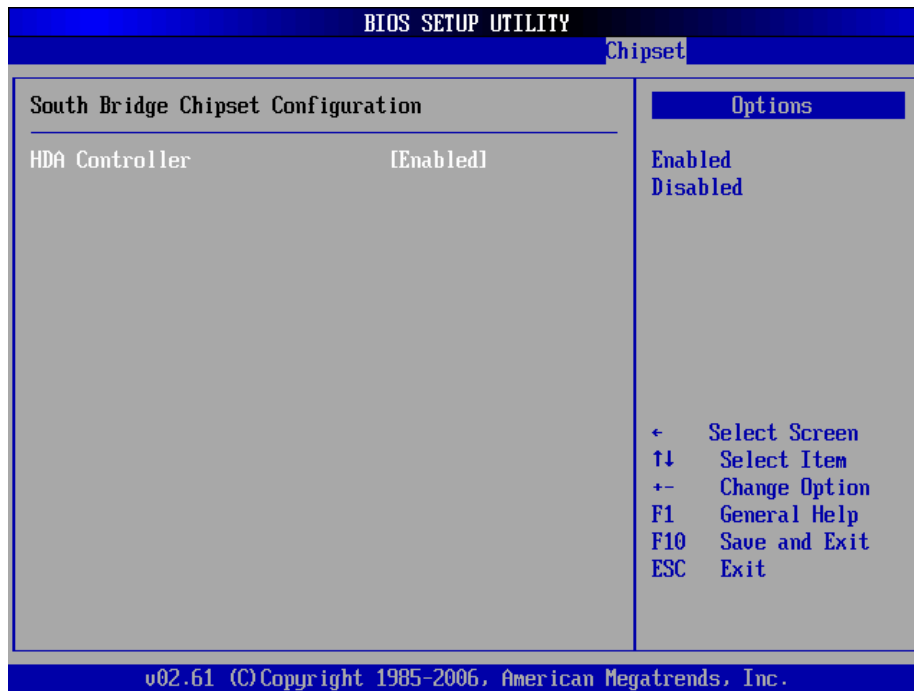 BIOS SETUP UTILITY
Chipset
South Bridge Chipset Configuration
HDA Controller [Enabled]
Options
Enabled
Disabled
← Select Screen
↑↓ Select Item
+- Change Option
F1 General Help
F10 Save and Exit
ESC Exit
v02.61 (C)Copyright 1985-2006, American Megatrends, Inc.